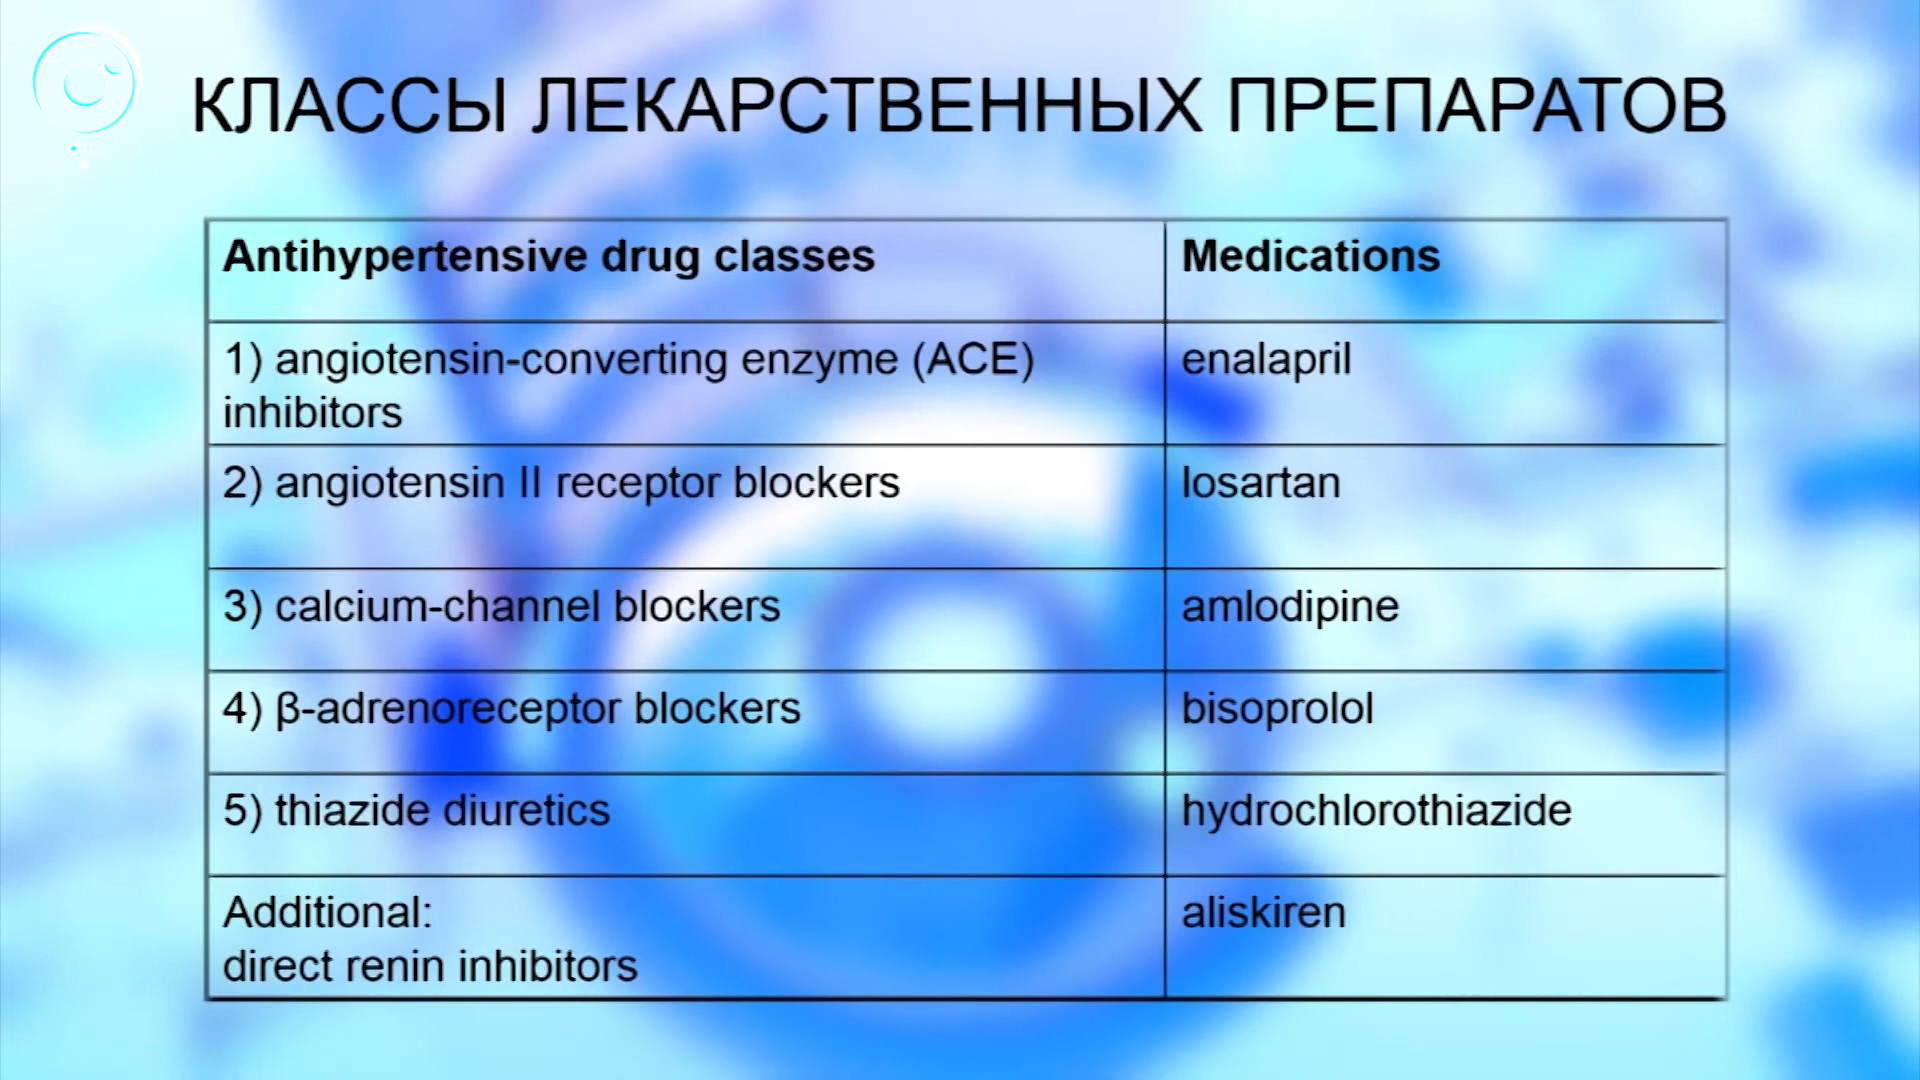 КЛАССЫ ЛЕКАРСТВЕННЫХ ПРЕПАРАТОВ
Antihypertensive drug classes
Medications
1) angiotensin-converting enzyme (ACE)
inhibitors
enalapril
2) angiotensin II receptor blockers
losartan
3) calcium-channel blockers
amlodipine
4) β-adrenoreceptor blockers
bisoprolol
5) thiazide diuretics
hydrochlorothiazide
Additional:
direct renin inhibitors
aliskiren